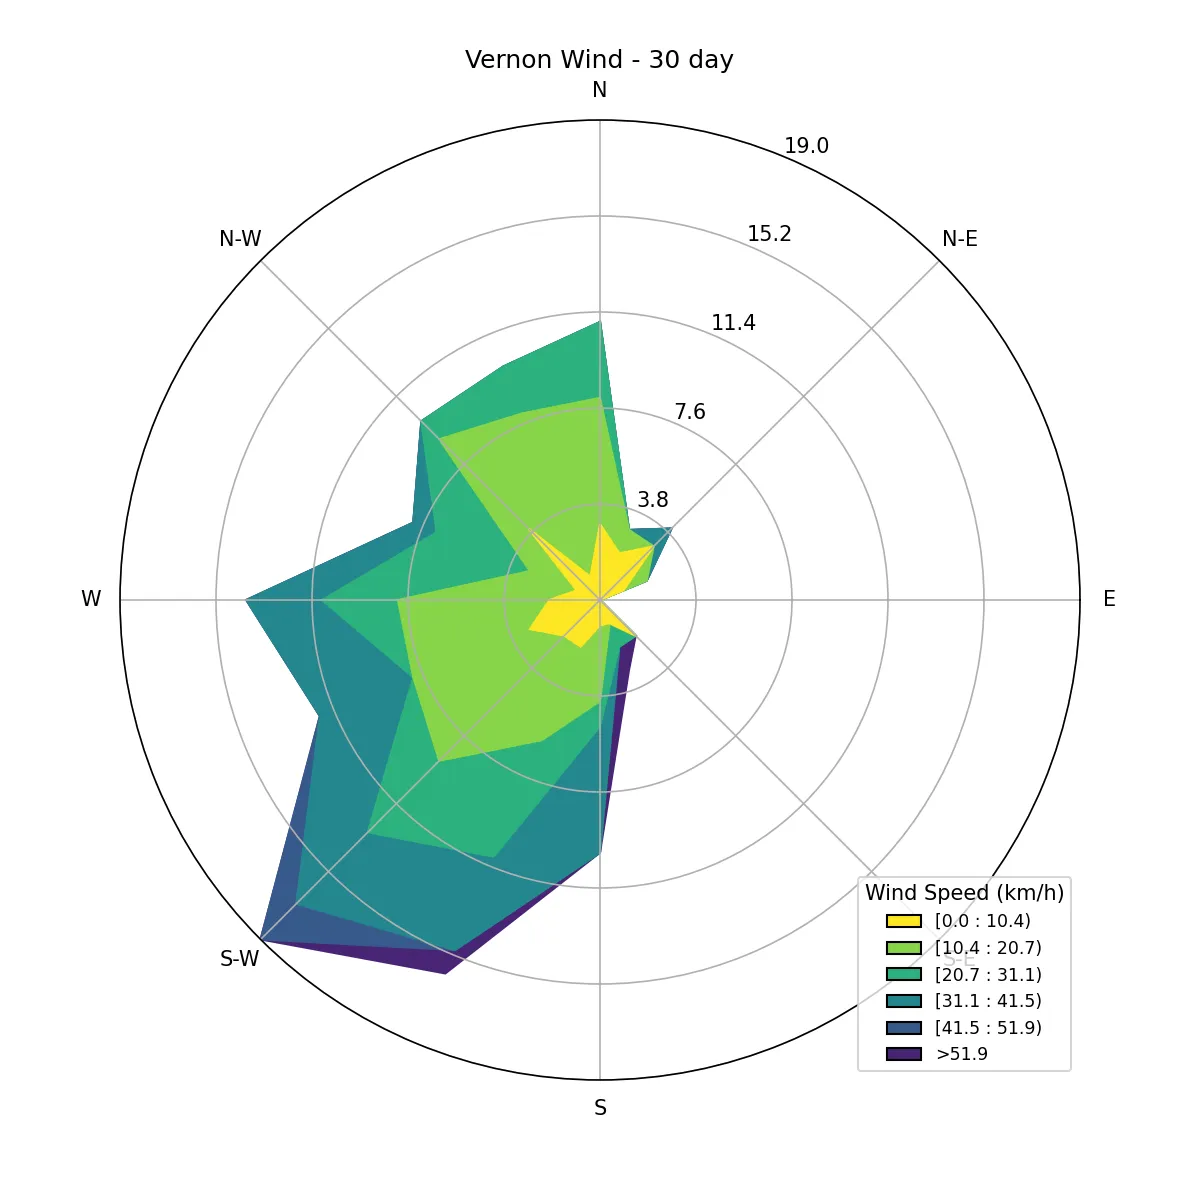 Vernon Wind - 30 day
N
19.0
15.2
N-W
N-E
11.4
7.6
3.8
W
E
Wind Speed (km/h)
[0.0 : 10.4)
[10.4 : 20.7)
S-W
S-E
[20.7 : 31.1)
[31.1 : 41.5)
[41.5 : 51.9)
>51.9
S